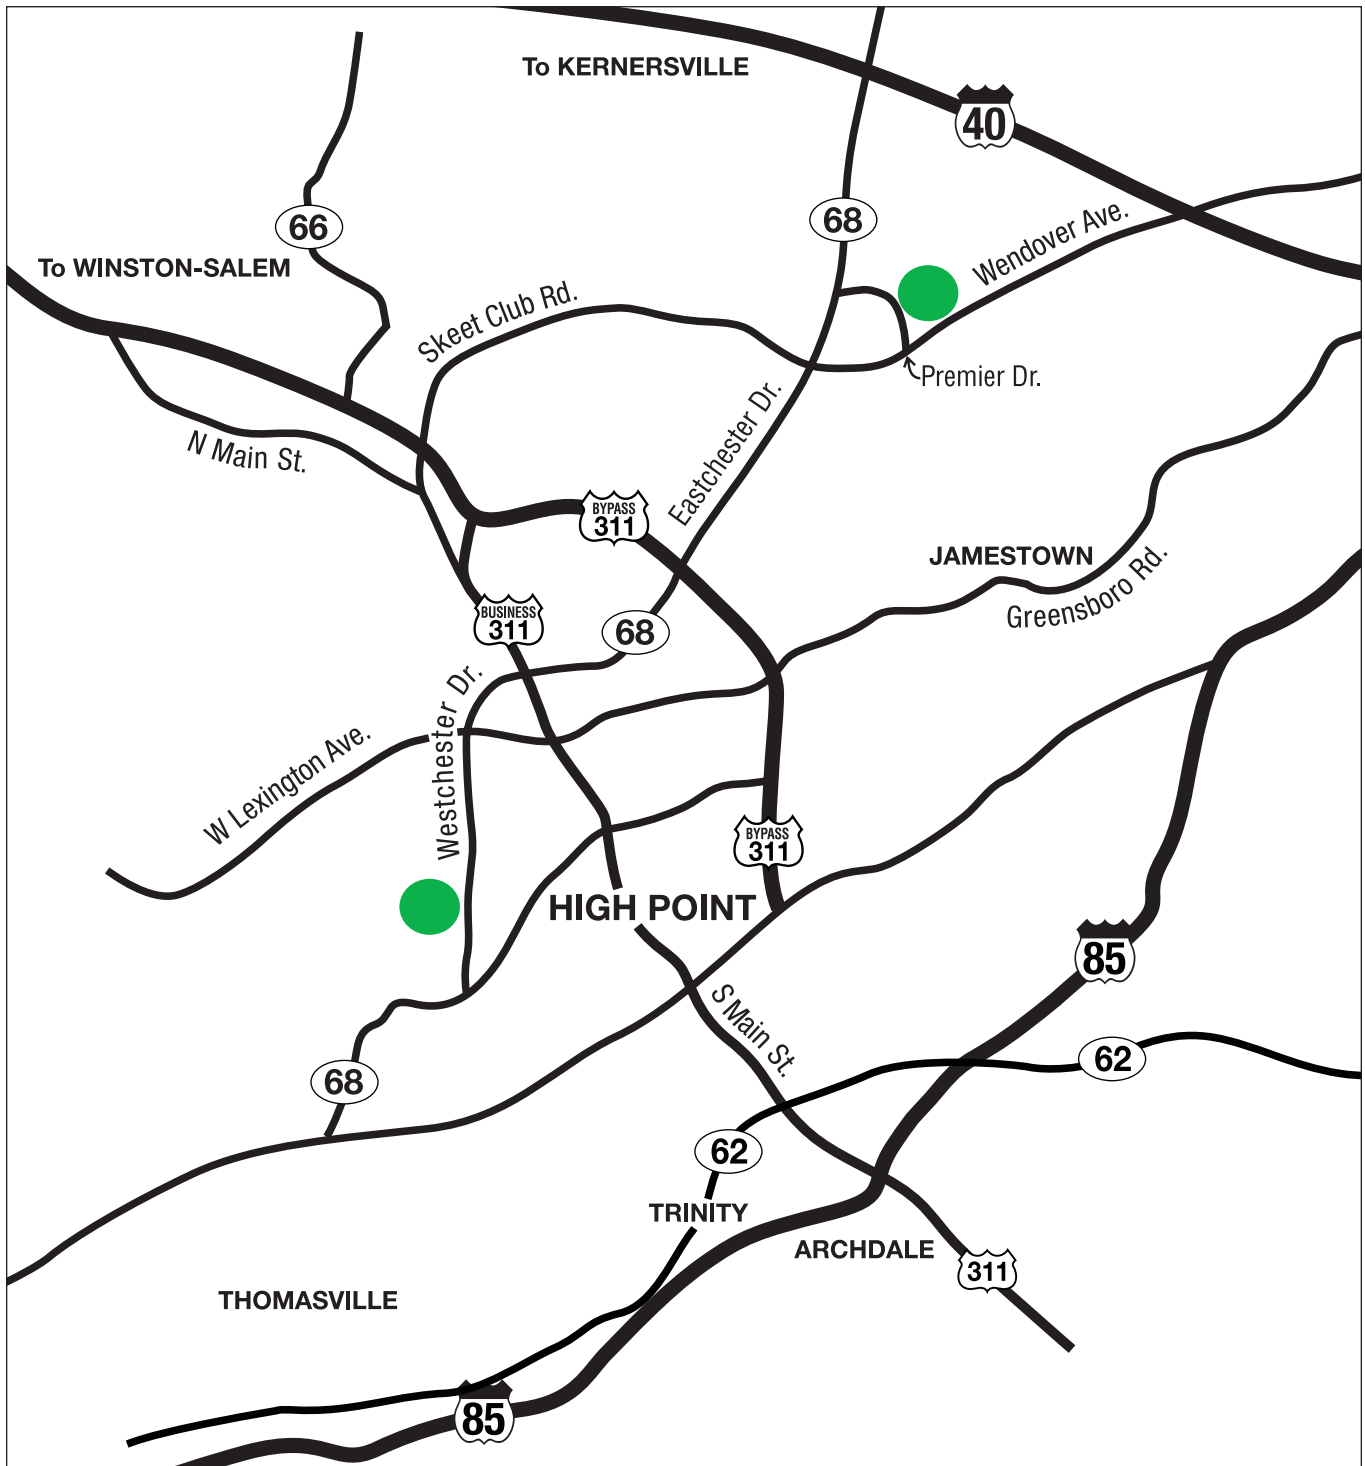 To KERNERSVILLE
40
66
68
Wendover Ave.
To WINSTON-SALEM
Skeet Club Rd.
Premier Dr.
Eastchester Dr.
N Main St.
BYPASS
311
JAMESTOWN
Greensboro Rd.
BUSINESS
311
68
Westchester Dr.
W Lexington Ave.
BYPASS
311
HIGH POINT
85
S Main St.
62
68
62
TRINITY
ARCHDALE
311
THOMASVILLE
85